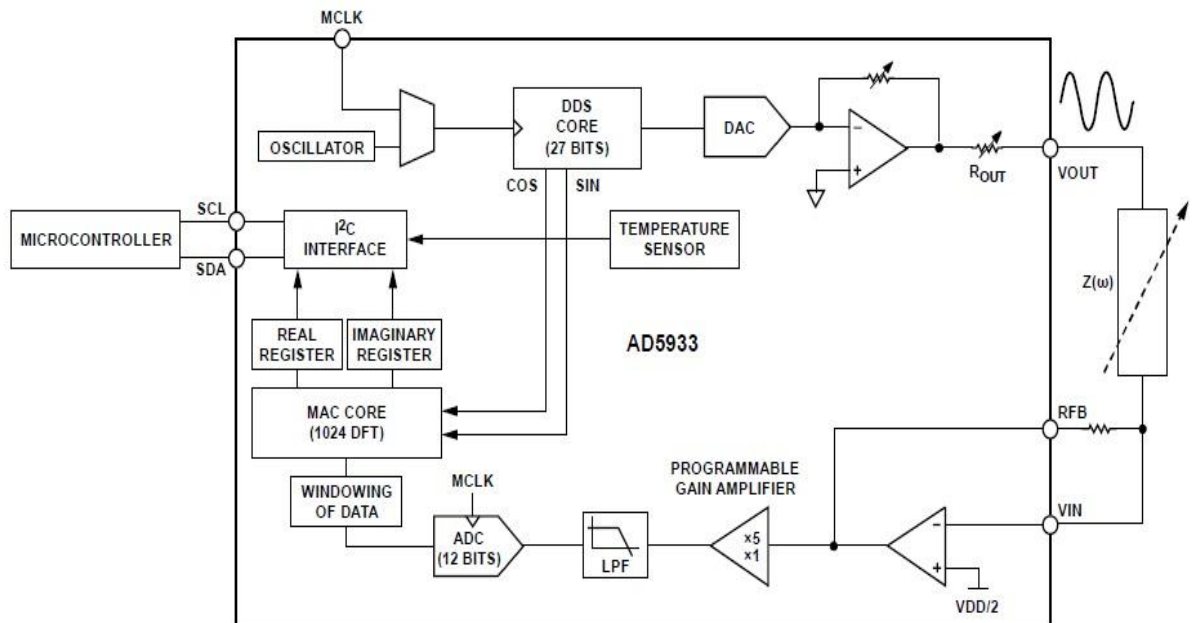 MCLK
OSCILLATOR
DDS
CORE
(27 BITS)
DAC
COS
SIN
ROUT
VOUT
SCL
MICROCONTROLLER
SDA
I²C
INTERFACE
TEMPERATURE
SENSOR
Z(ω)
REAL
REGISTER
IMAGINARY
REGISTER
AD5933
MAC CORE
(1024 DFT)
RFB
WINDOWING
OF DATA
MCLK
ADC
(12 BITS)
LPF
PROGRAMMABLE
GAIN AMPLIFIER
×5
×1
VIN
VDD/2
−
+
−
+